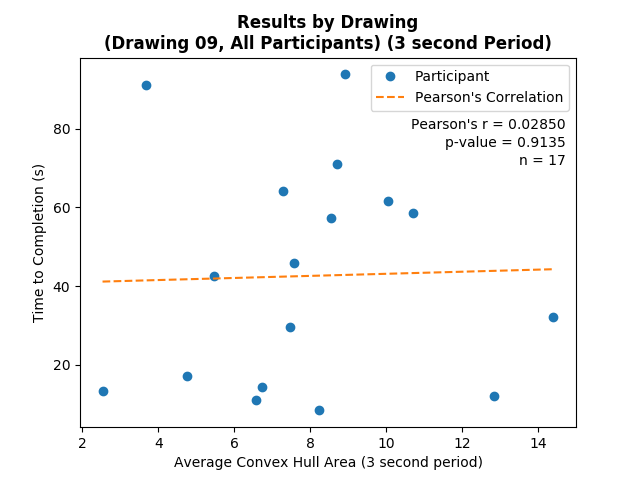 Results by Drawing
(Drawing 09, All Participants) (3 second Period)
Participant
Pearson's Correlation
Pearson's r = 0.02850
p-value = 0.9135
n = 17
Time to Completion (s)
80
60
40
20
2 4 6 8 10 12 14
Average Convex Hull Area (3 second period)